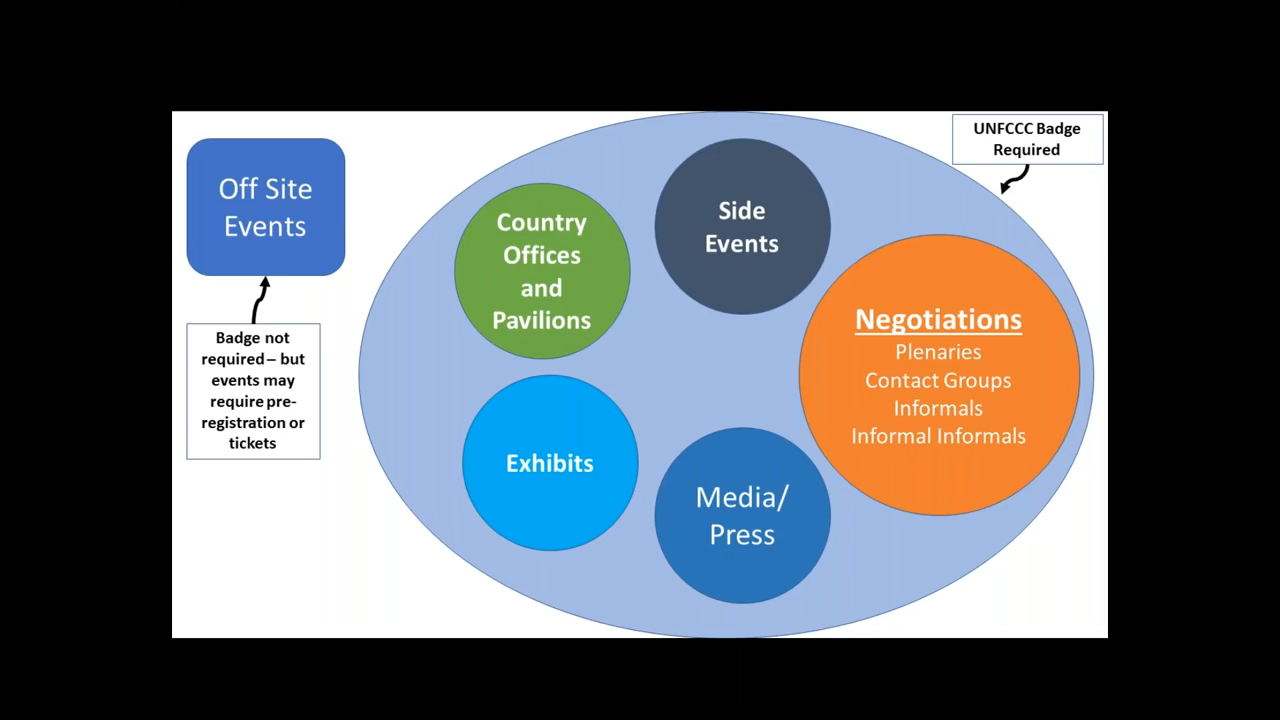 Off Site
Events
Badge not
required – but
events may
require pre-
registration or
tickets
Country
Offices
and
Pavilions
Side
Events
Exhibits
Media/
Press
UNFCCC Badge
Required
Negotiations
Plenaries
Contact Groups
Informals
Informal Informals